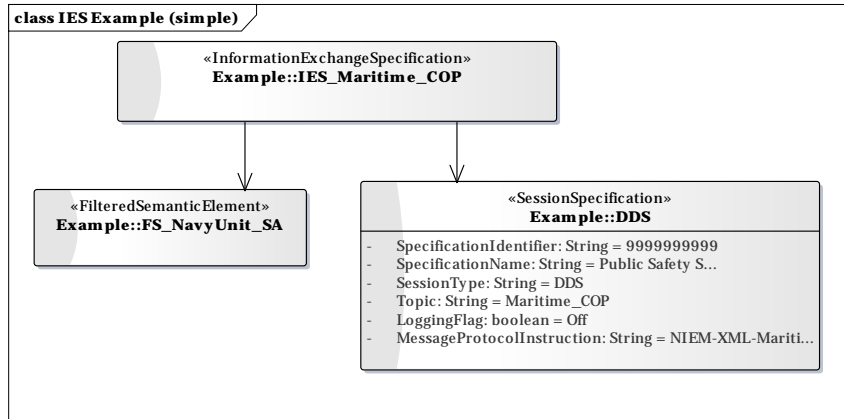 class IES Example (simple)
«InformationExchangeSpecification»
Example::IES_Maritime_COP
«FilteredSemanticElement»
Example::FS_NavyUnit_SA
«SessionSpecification»
Example::DDS
- SpecificationIdentifier: String = 9999999999
- SpecificationName: String = Public Safety S...
- SessionType: String = DDS
- Topic: String = Maritime_COP
- LoggingFlag: boolean = Off
- MessageProtocolInstruction: String = NIEM-XML-Mariti...